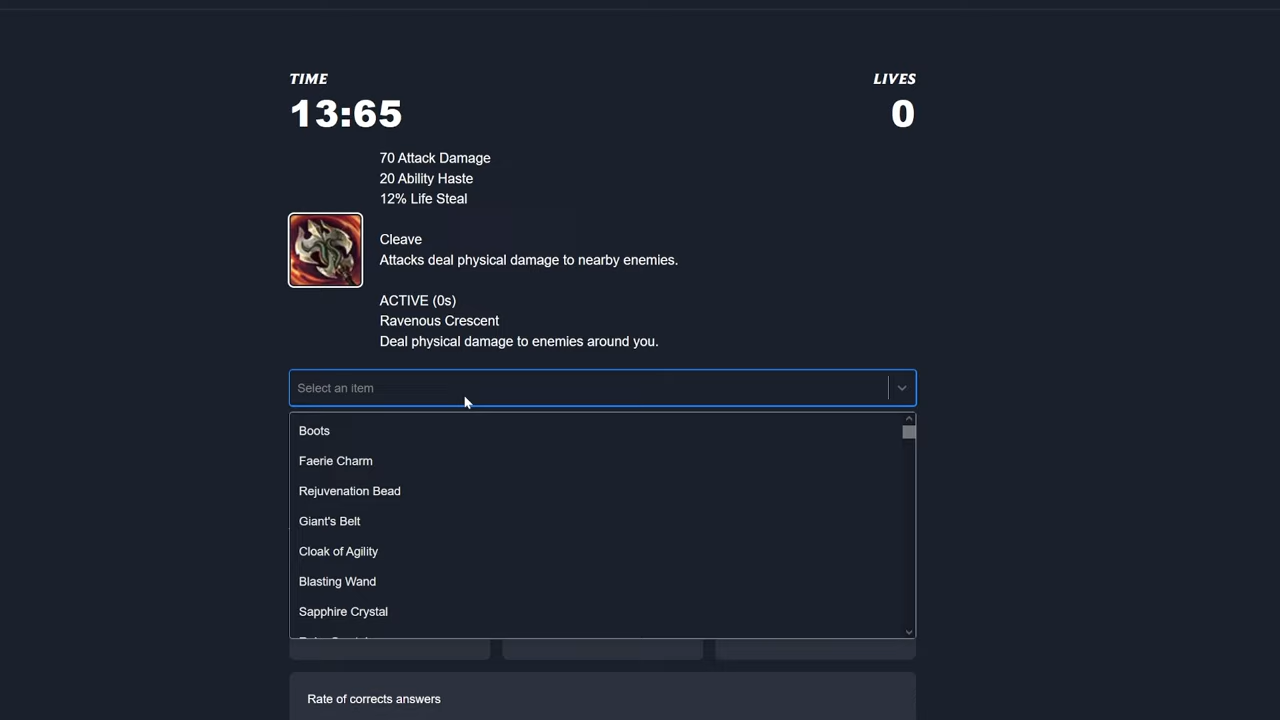 TIME
LIVES
13:65
0
70 Attack Damage
20 Ability Haste
12% Life Steal
Cleave
Attacks deal physical damage to nearby enemies.
ACTIVE (0s)
Ravenous Crescent
Deal physical damage to enemies around you.
Select an item
Boots
Faerie Charm
Rejuvenation Bead
Giant's Belt
Cloak of Agility
Blasting Wand
Sapphire Crystal
Rate of corrects answers